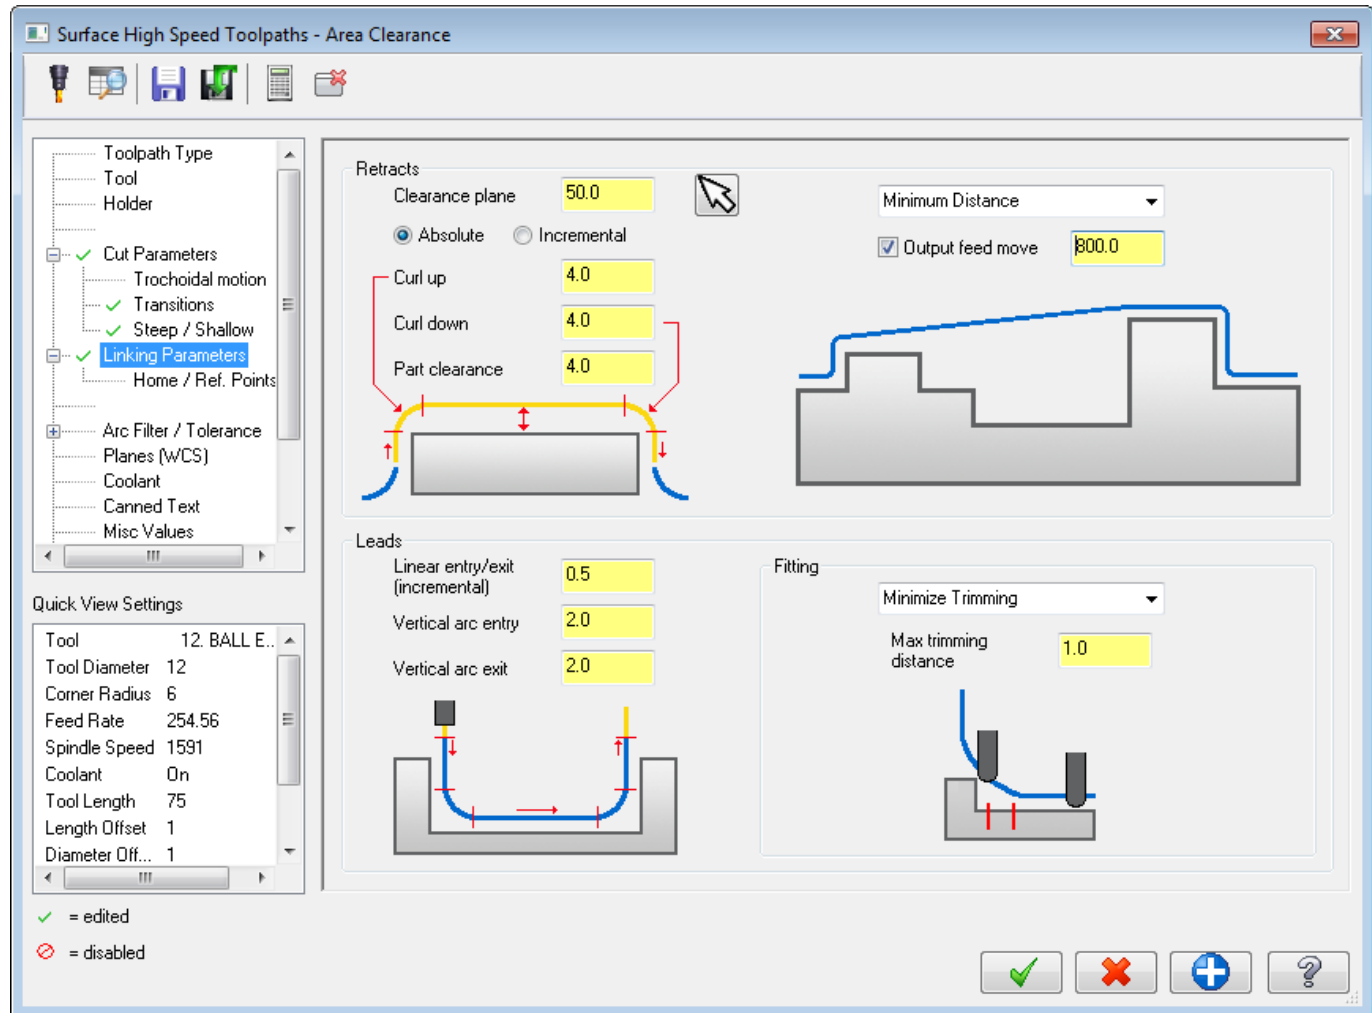 Surface High Speed Toolpaths - Area Clearance
Toolpath Type
Tool
Holder
Cut Parameters
Trochoidal motion
Transitions
Steep / Shallow
Linking Parameters
Home / Ref. Points
Arc Filter / Tolerance
Planes (WCS)
Coolant
Canned Text
Misc Values
Quick View Settings
Tool 12. BALL E..
Tool Diameter 12
Corner Radius 6
Feed Rate 254.56
Spindle Speed 1591
Coolant On
Tool Length 75
Length Offset 1
Diameter Off... 1
= edited
= disabled
Retracts
Clearance plane 50.0
Absolute Incremental
Curl up 4.0
Curl down 4.0
Part clearance 4.0
Minimum Distance
Output feed move 800.0
Leads
Linear entry/exit
(incremental) 0.5
Vertical arc entry 2.0
Vertical arc exit 2.0
Fitting
Minimize Trimming
Max trimming
distance 1.0